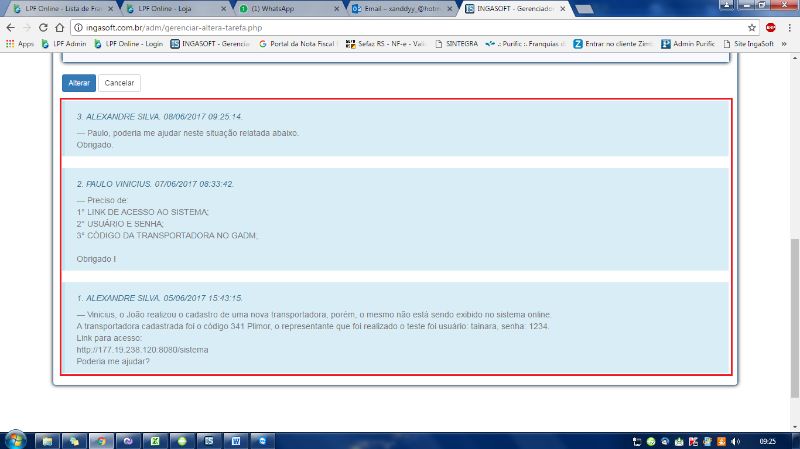 LPF Online - Lista de Fran
LPF Online - Loja
(1) WhatsApp
Email – xanddyy_@hotm
INGASOFT - Gerenciador
ingasoft.com.br/adm/gerenciar-altera-tarefa.php
Apps LPF Admin LPF Online - Login INGASOFT - Gerenciad Portal da Nota Fiscal Sefaz RS - NF-e - Valid SINTEGRA .: Purific :. Franquias d Entrar no cliente Zimb Admin Purific Site IngaSoft
Alterar Cancelar
3. ALEXANDRE SILVA. 08/06/2017 09:25:14.
— Paulo, poderia me ajudar neste situação relatada abaixo.
Obrigado.
2. PAULO VINICIUS. 07/06/2017 08:33:42.
— Preciso de:
1° LINK DE ACESSO AO SISTEMA;
2° USUÁRIO E SENHA;
3° CÓDIGO DA TRANSPORTADORA NO GADM;
Obrigado !
1. ALEXANDRE SILVA. 05/06/2017 15:43:15.
— Vinicius, o João realizou o cadastro de uma nova transportadora, porém, o mesmo não está sendo exibido no sistema online.
A transportadora cadastrada foi o código 341 Plimor, o representante que foi realizado o teste foi usuário: tainara, senha: 1234.
Link para acesso:
http://177.19.238.120:8080/sistema
Poderia me ajudar?
09:25